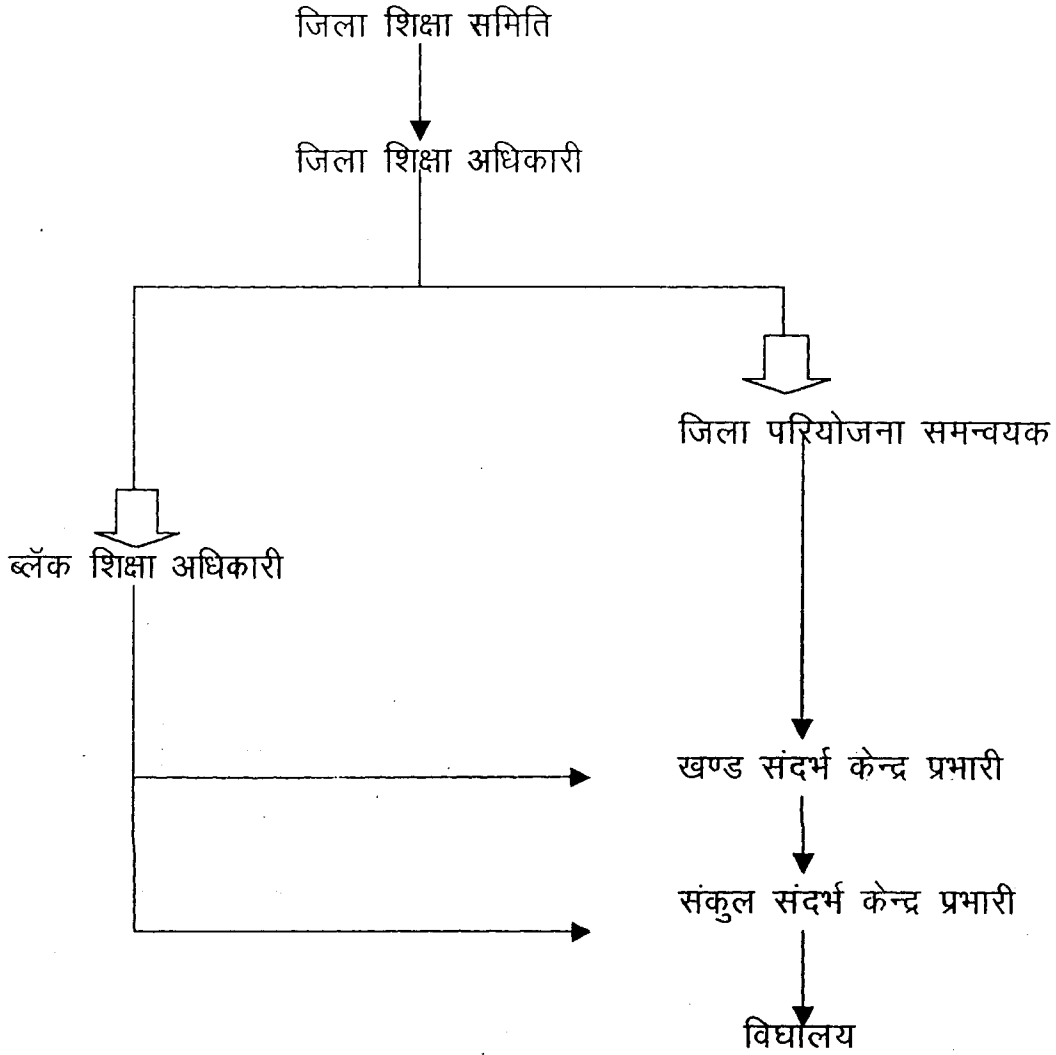 जिला शिक्षा समिति
जिला शिक्षा अधिकारी
जिला परियोजना समन्वयक
ब्लॅक शिक्षा अधिकारी
खण्ड संदर्भ केन्द्र प्रभारी
संकुल संदर्भ केन्द्र प्रभारी
विघालय